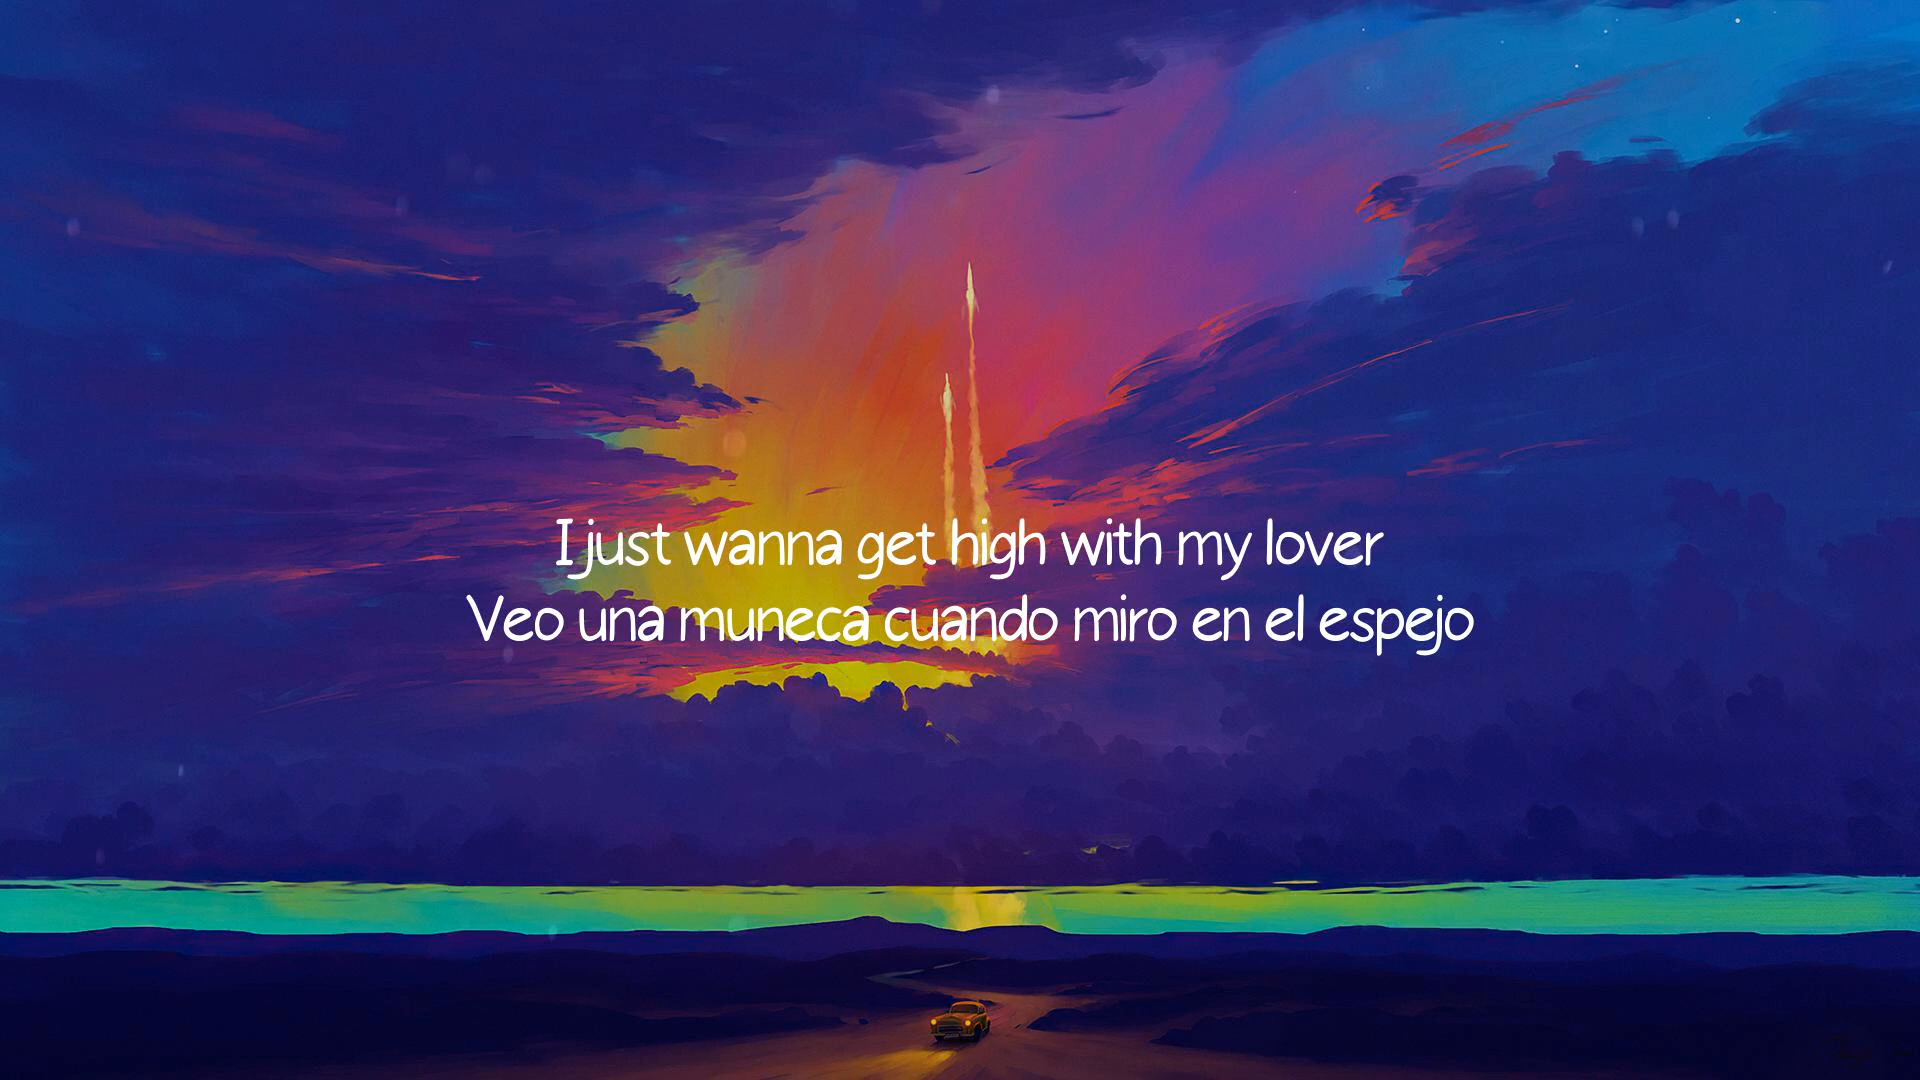 I just wanna get high with my lover
Veo una muneca cuando miro en el espejo